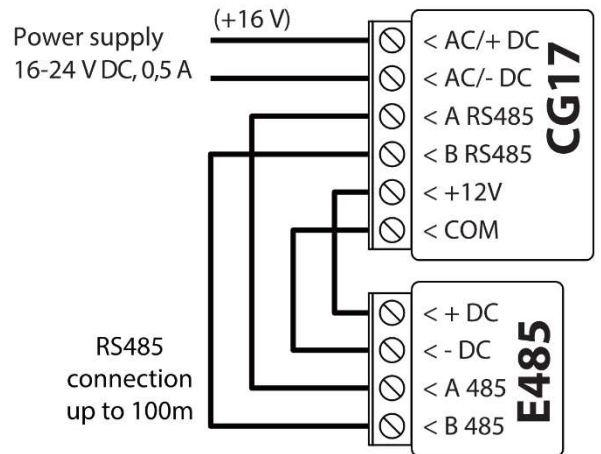 (+16 V)
Power supply
16-24 V DC, 0,5 A
< AC/+ DC
< AC/- DC
< A RS485
< B RS485
< +12V
< COM
CG17
< + DC
< - DC
< A 485
< B 485
E485
RS485
connection
up to 100m